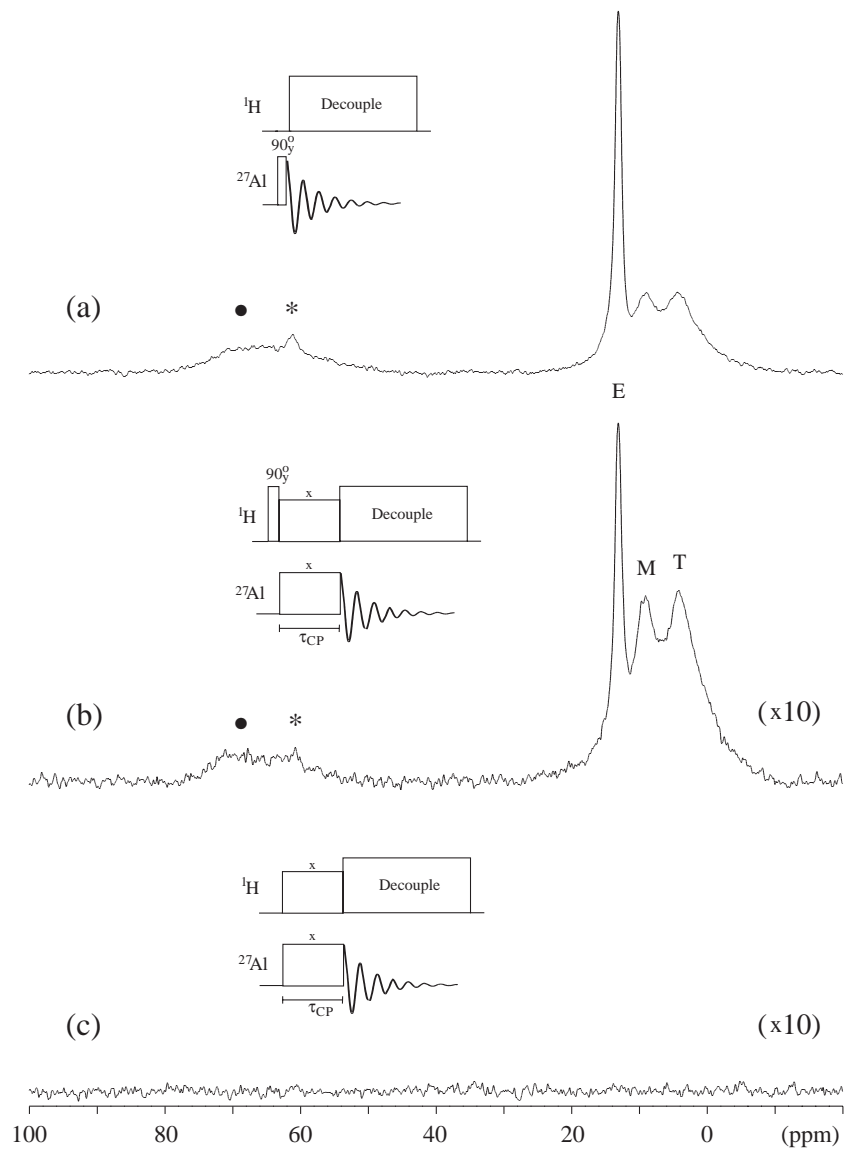 ¹H
Decouple
90°y
²⁷Al
(a)
●
*
E
90°y
x
¹H
Decouple
M
T
x
²⁷Al
τCP
(b)
●
*
(x10)
x
¹H
Decouple
x
²⁷Al
τCP
(c)
(x10)
100
80
60
40
20
0
(ppm)